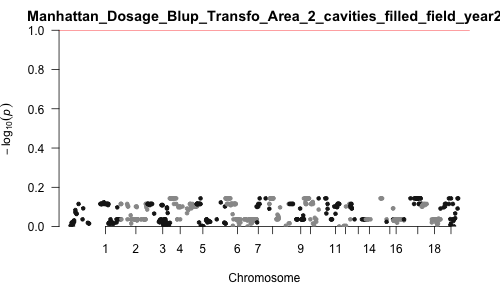 Manhattan_Dosage_Blup_Transfo_Area_2_cavities_filled_field_year2
1.0
0.8
0.6
0.4
0.2
0.0
− log10(p)
1 2 3 4 5 6 7 9 11 14 16 18
Chromosome